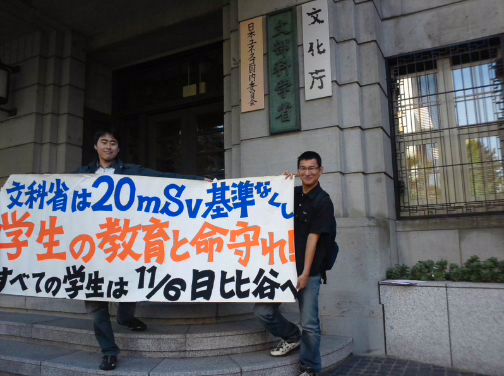 文化庁
文部科学省
日本ユネスコ国内委員会
文科省は20mSv基準なくし
学生の教育と命守れ!
すべての学生は11/6日比谷へ